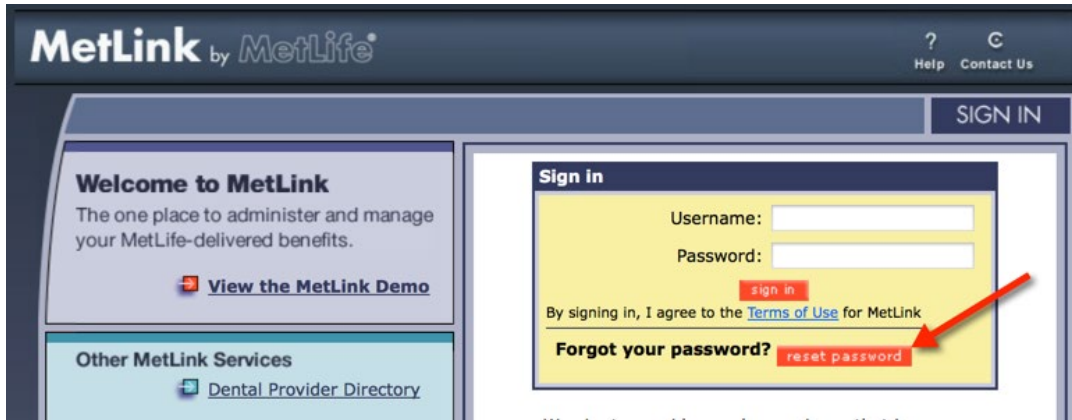 MetLink by MetLife
?
Help
Contact Us
SIGN IN
Welcome to MetLink
The one place to administer and manage
your MetLife-delivered benefits.
View the MetLink Demo
Other MetLink Services
Dental Provider Directory
Sign in
Username:
Password:
sign in
By signing in, I agree to the Terms of Use for MetLink
Forgot your password? reset password